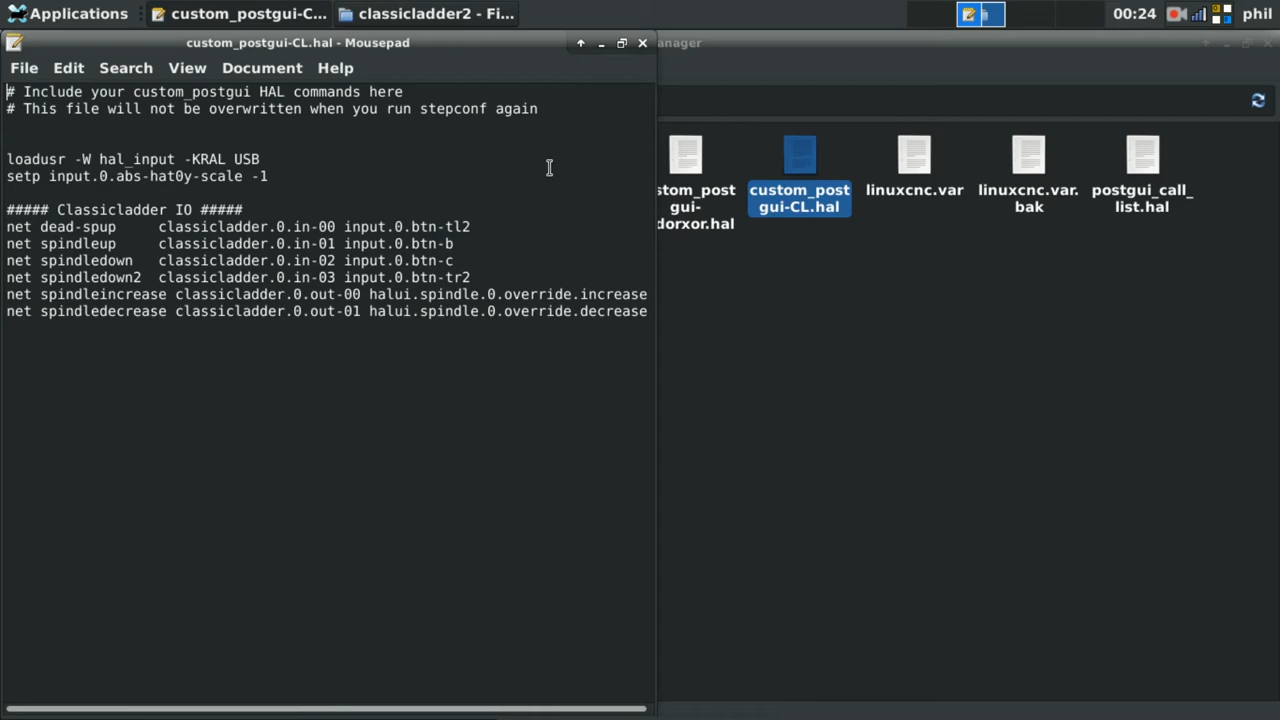 Applications
custom_postgui-C...
classicladder2 - Fi...
00:24
phil
custom_postgui-CL.hal - Mousepad
anager
File Edit Search View Document Help
# Include your custom_postgui HAL commands here
# This file will not be overwritten when you run stepconf again
loadusr -W hal_input -KRAL USB
setp input.0.abs-hat0y-scale -1
##### Classicladder IO #####
net dead-spup     classicladder.0.in-00 input.0.btn-tl2
net spindleup     classicladder.0.in-01 input.0.btn-b
net spindledown   classicladder.0.in-02 input.0.btn-c
net spindledown2  classicladder.0.in-03 input.0.btn-tr2
net spindleincrease classicladder.0.out-00 halui.spindle.0.override.increase
net spindledecrease classicladder.0.out-01 halui.spindle.0.override.decrease
stom_post
gui-
dorxor.hal
custom_post
gui-CL.hal
linuxcnc.var
linuxcnc.var.
bak
postgui_call_
list.hal